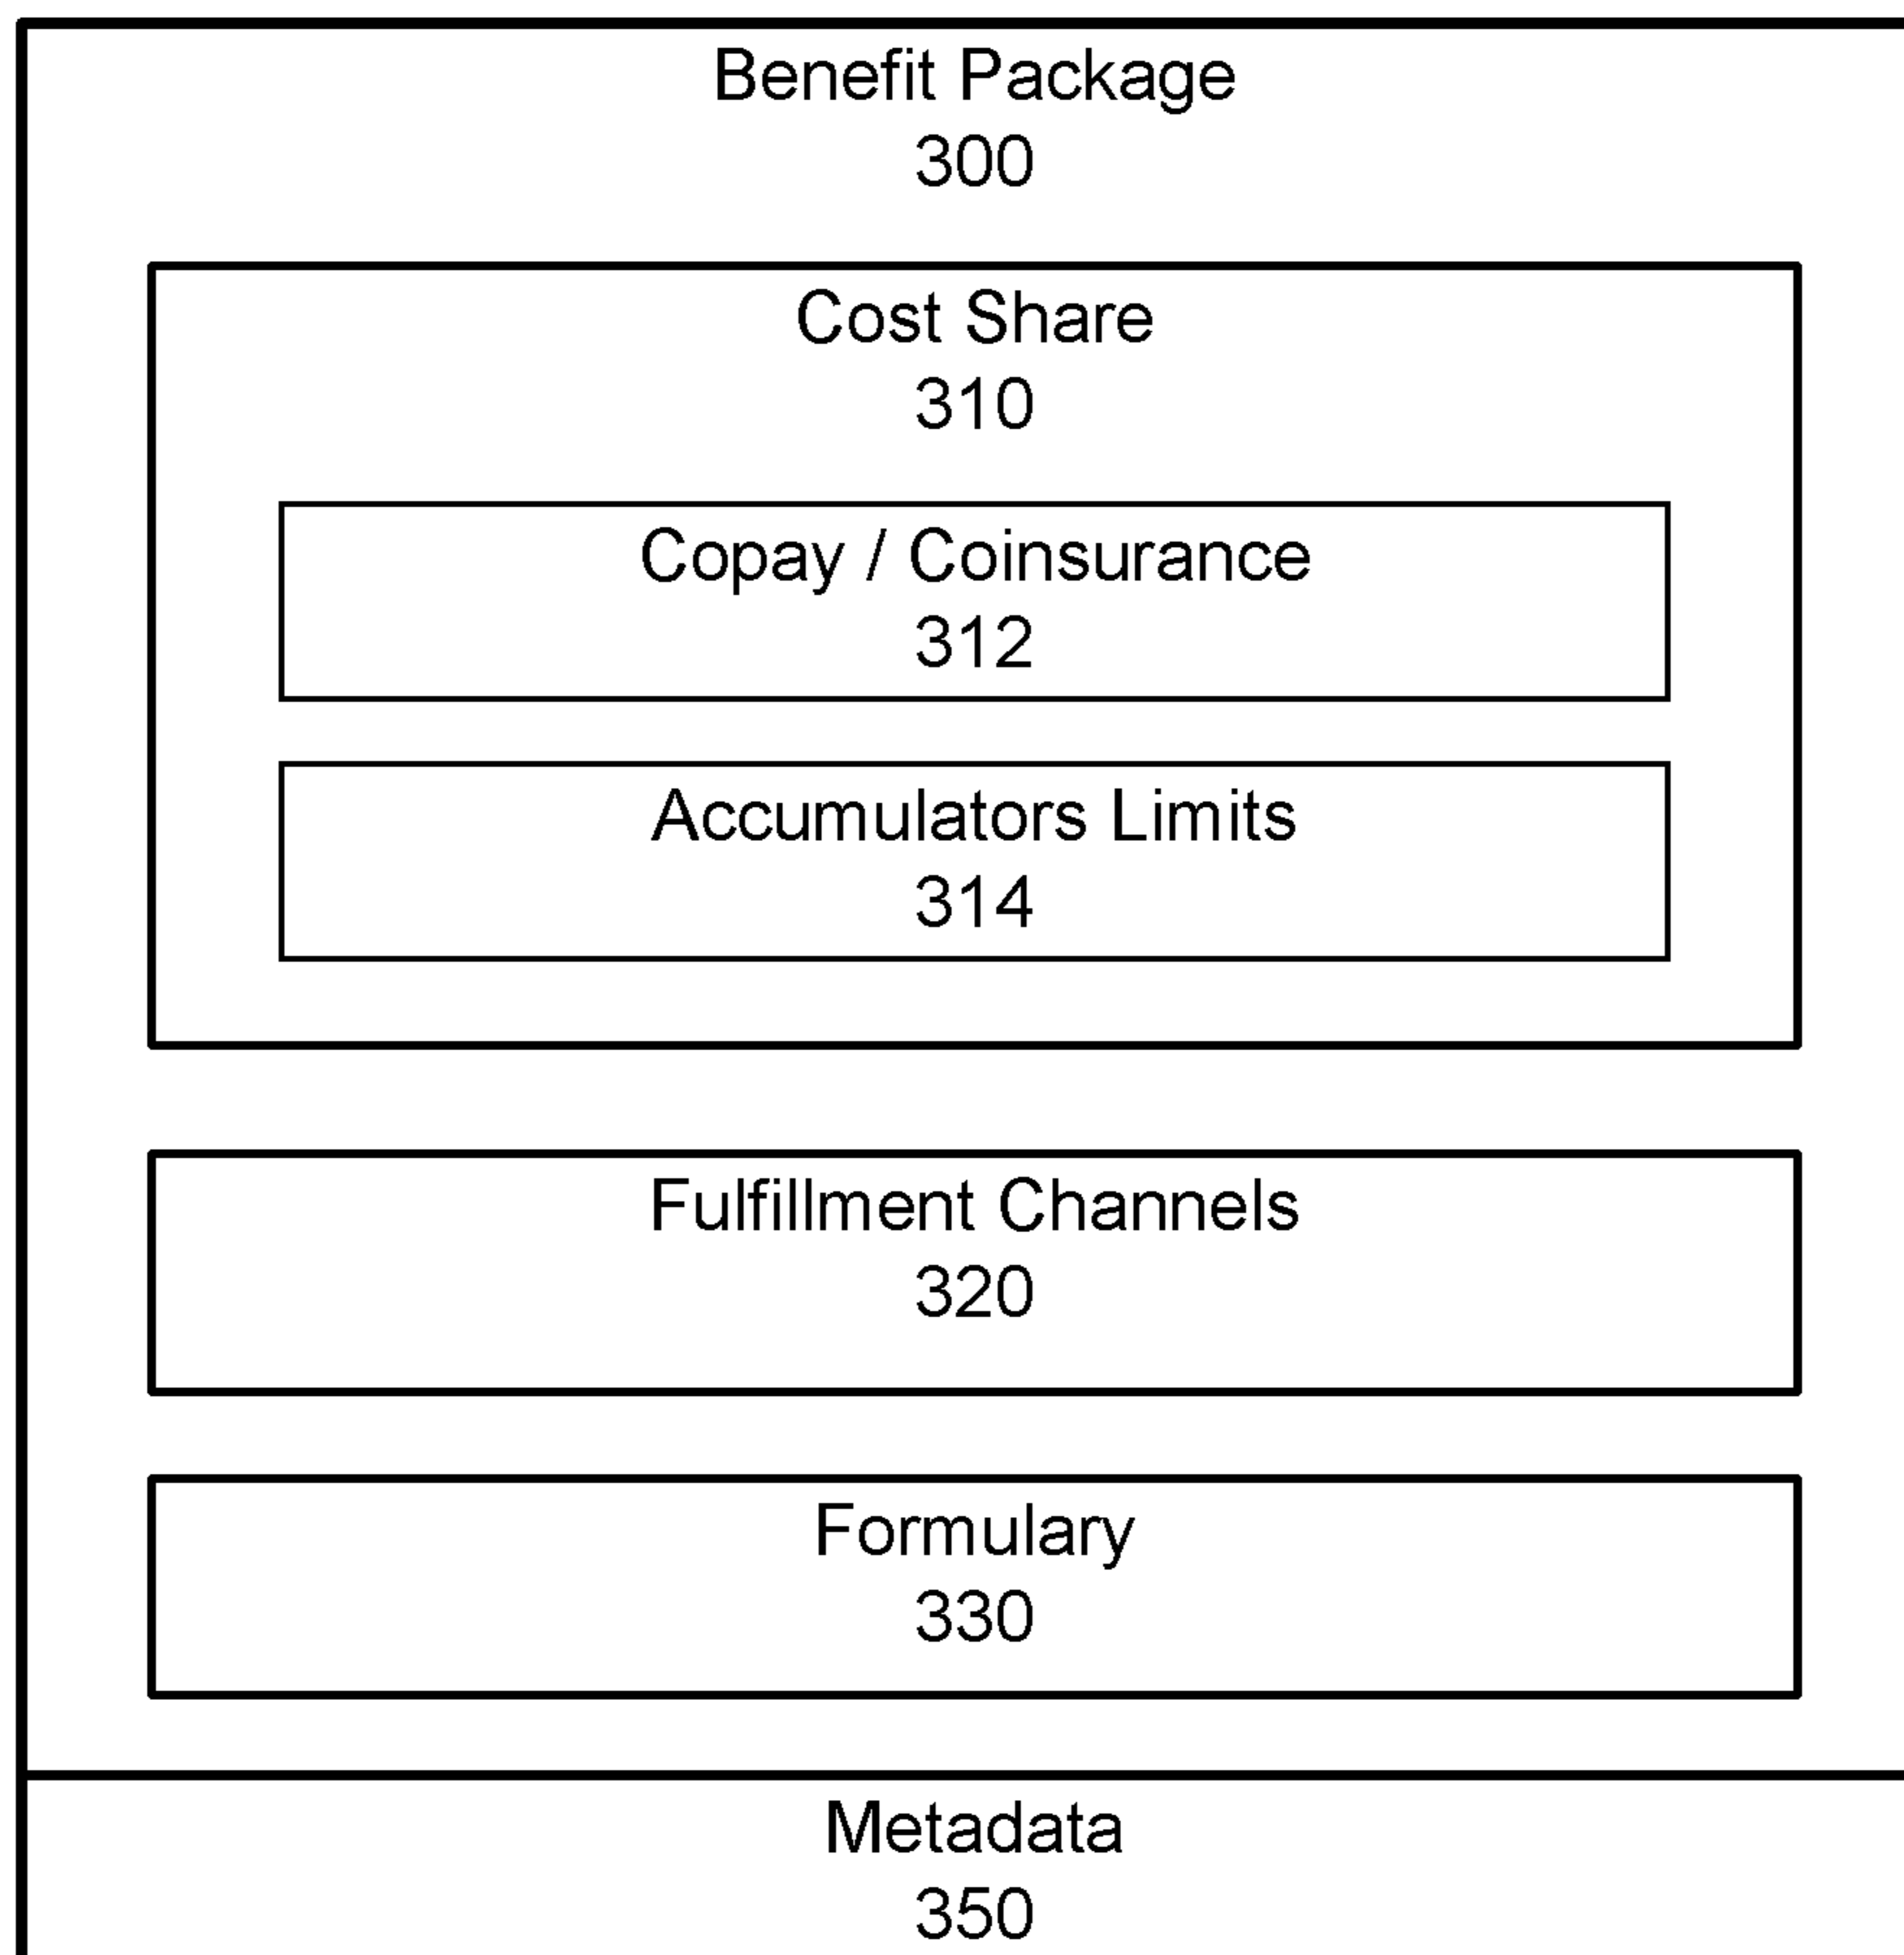 Benefit Package
300
Cost Share
310
Copay / Coinsurance
312
Accumulators Limits
314
Fulfillment Channels
320
Formulary
330
Metadata
350